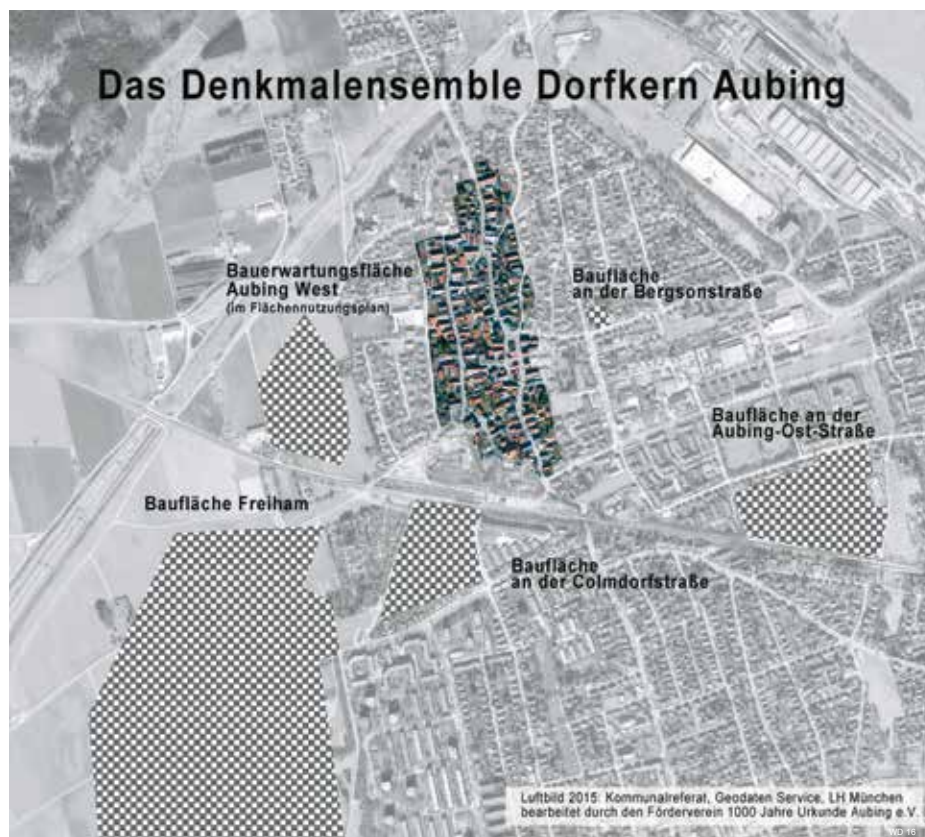 Das Denkmalensemble Dorfkern Aubing
Bauerwartungsfläche
Aubing West
(im Flächennutzungsplan)
Baufläche
an der Bergsonstraße
Baufläche an der
Aubing-Ost-Straße
Baufläche Freiham
Baufläche
an der Colmdorfstraße
Luftbild 2015: Kommunalreferat, Geodaten Service, LH München
bearbeitet durch den Förderverein 1000 Jahre Urkunde Aubing e.V.
WD 16